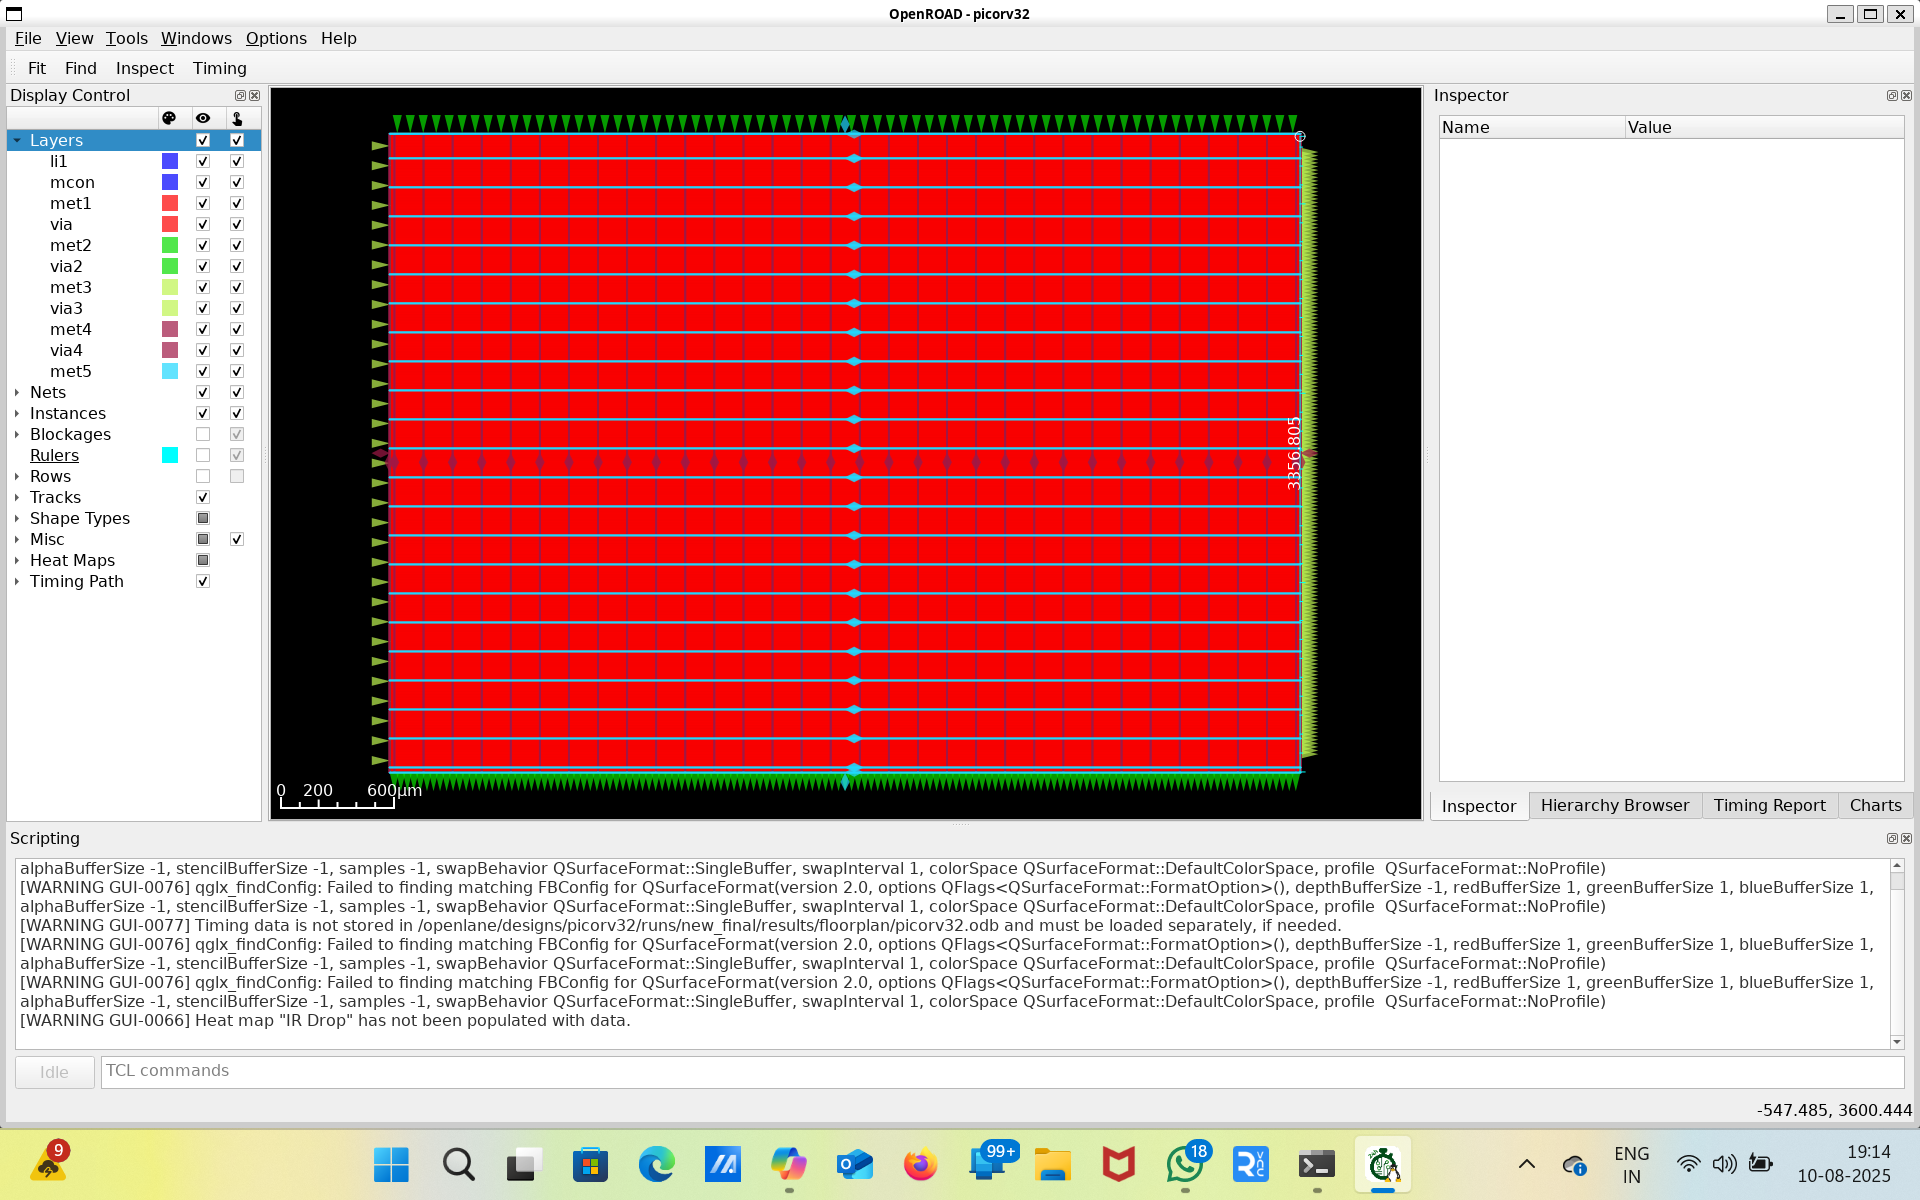 OpenROAD - picorv32
File View Tools Windows Options Help
Fit Find Inspect Timing
Display Control
Layers
li1
mcon
met1
via
met2
via2
met3
via3
met4
via4
met5
Nets
Instances
Blockages
Rulers
Rows
Tracks
Shape Types
Misc
Heat Maps
Timing Path
3356.805
0 200 600μm
Inspector
Name Value
Inspector Hierarchy Browser Timing Report Charts
Scripting
alphaBufferSize -1, stencilBufferSize -1, samples -1, swapBehavior QSurfaceFormat::SingleBuffer, swapInterval 1, colorSpace QSurfaceFormat::DefaultColorSpace, profile  QSurfaceFormat::NoProfile)
[WARNING GUI-0076] qglx_findConfig: Failed to finding matching FBConfig for QSurfaceFormat(version 2.0, options QFlags<QSurfaceFormat::FormatOption>(), depthBufferSize -1, redBufferSize 1, greenBufferSize 1, blueBufferSize 1,
alphaBufferSize -1, stencilBufferSize -1, samples -1, swapBehavior QSurfaceFormat::SingleBuffer, swapInterval 1, colorSpace QSurfaceFormat::DefaultColorSpace, profile  QSurfaceFormat::NoProfile)
[WARNING GUI-0077] Timing data is not stored in /openlane/designs/picorv32/runs/new_final/results/floorplan/picorv32.odb and must be loaded separately, if needed.
[WARNING GUI-0076] qglx_findConfig: Failed to finding matching FBConfig for QSurfaceFormat(version 2.0, options QFlags<QSurfaceFormat::FormatOption>(), depthBufferSize -1, redBufferSize 1, greenBufferSize 1, blueBufferSize 1,
alphaBufferSize -1, stencilBufferSize -1, samples -1, swapBehavior QSurfaceFormat::SingleBuffer, swapInterval 1, colorSpace QSurfaceFormat::DefaultColorSpace, profile  QSurfaceFormat::NoProfile)
[WARNING GUI-0076] qglx_findConfig: Failed to finding matching FBConfig for QSurfaceFormat(version 2.0, options QFlags<QSurfaceFormat::FormatOption>(), depthBufferSize -1, redBufferSize 1, greenBufferSize 1, blueBufferSize 1,
alphaBufferSize -1, stencilBufferSize -1, samples -1, swapBehavior QSurfaceFormat::SingleBuffer, swapInterval 1, colorSpace QSurfaceFormat::DefaultColorSpace, profile  QSurfaceFormat::NoProfile)
[WARNING GUI-0066] Heat map "IR Drop" has not been populated with data.
Idle TCL commands
-547.485, 3600.444
9
99+
18
ENG
IN
19:14
10-08-2025